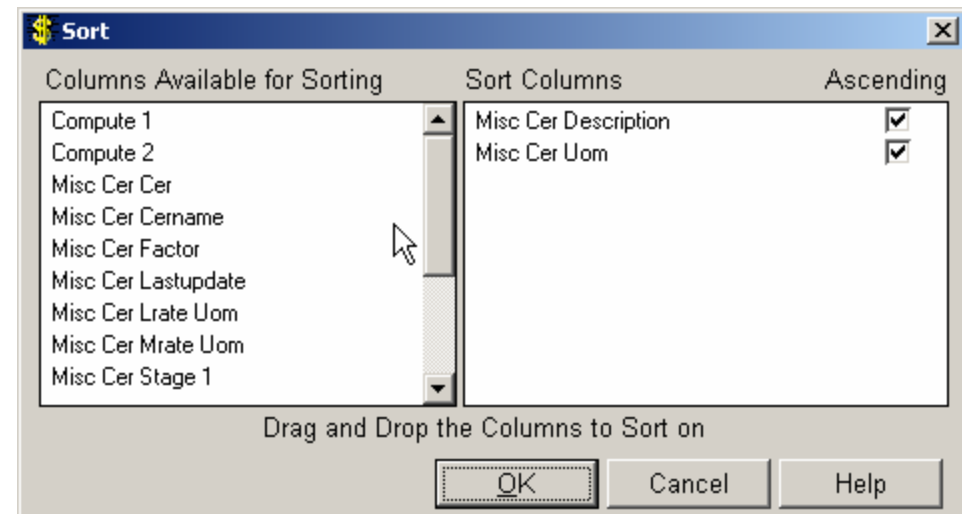 Sort
Columns Available for Sorting
Sort Columns
Ascending
Compute 1
Compute 2
Misc Cer Cer
Misc Cer Cername
Misc Cer Factor
Misc Cer Lastupdate
Misc Cer Lrate Uom
Misc Cer Mrate Uom
Misc Cer Stage 1
Misc Cer Description
Misc Cer Uom
Drag and Drop the Columns to Sort on
OK
Cancel
Help